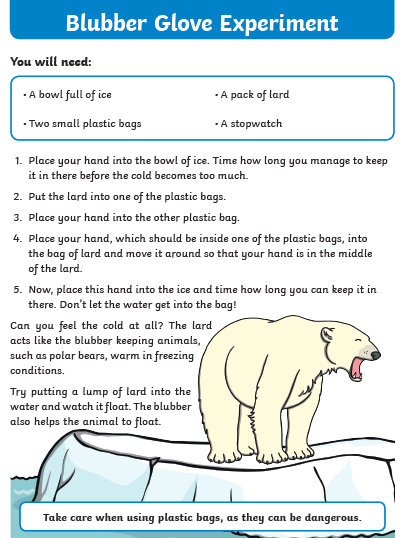 Blubber Glove Experiment
You will need:
• A bowl full of ice
• A pack of lard
• Two small plastic bags
• A stopwatch
1. Place your hand into the bowl of ice. Time how long you manage to keep
it in there before the cold becomes too much.
2. Put the lard into one of the plastic bags.
3. Place your hand into the other plastic bag.
4. Place your hand, which should be inside one of the plastic bags, into
the bag of lard and move it around so that your hand is in the middle
of the lard.
5. Now, place this hand into the ice and time how long you can keep it in
there. Don't let the water get into the bag!
Can you feel the cold at all? The lard
acts like the blubber keeping animals,
such as polar bears, warm in freezing
conditions.
Try putting a lump of lard into the
water and watch it float. The blubber
also helps the animal to float.
Take care when using plastic bags, as they can be dangerous.